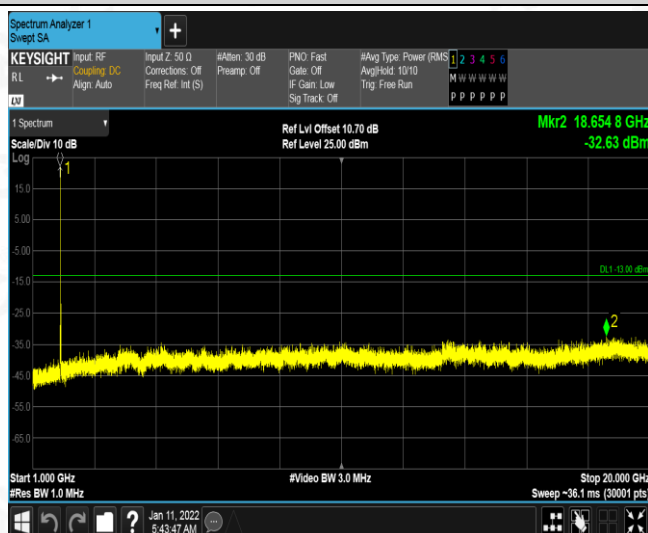 Spectrum Analyzer 1
Swept SA
+
KEYSIGHT
RL
Input: RF
Coupling: DC
Align: Auto
Input Z: 50 Ω
Corrections: Off
Freq Ref: Int (S)
#Atten: 30 dB
Preamp: Off
PNO: Fast
Gate: Off
IF Gain: Low
Sig Track: Off
#Avg Type: Power (RMS
Avg|Hold: 10/10
Trig: Free Run
1 2 3 4 5 6
M W W W W W
P P P P P P
1 Spectrum
Scale/Div 10 dB
Ref Lvl Offset 10.70 dB
Ref Level 25.00 dBm
Mkr2 18.654 8 GHz
-32.63 dBm
Log
1
15.0
5.00
-5.00
DL1 -13.00 dBm
-15.0
-25.0
2
-35.0
-45.0
-55.0
-65.0
Start 1.000 GHz
#Res BW 1.0 MHz
#Video BW 3.0 MHz
Stop 20.000 GHz
Sweep ~36.1 ms (30001 pts)
?
Jan 11, 2022
5:43:47 AM